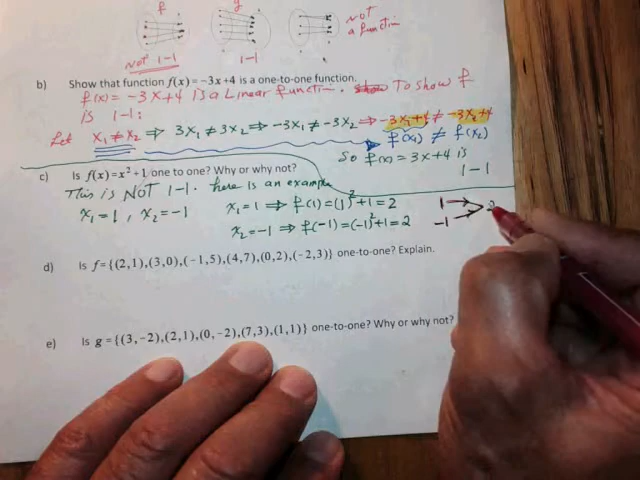 f
g
NOT 1-1
1-1
NOT
a function
b) Show that function f(x) = −3x+4 is a one-to-one function.
f(x) = -3x+4 is a Linear function. To Show f
is 1-1:
Let x₁ ≠ x₂ ⇒ 3x₁ ≠ 3x₂ ⇒ -3x₁ ≠ -3x₂ ⇒ -3x₁+4 ≠ -3x₂+4
f(x₁) ≠ f(x₂)
So f(x) = 3x+4 is
1-1
c) Is f(x) = x²+1 one to one? Why or why not?
This is NOT 1-1. here is an example
x₁=1, x₂=-1 x₁=1 ⇒ f(1)=(1)²+1=2
x₂=-1 ⇒ f(-1)=(-1)²+1=2
1
-1
2
d) Is f = {(2,1),(3,0),(−1,5),(4,7),(0,2),(−2,3)} one-to-one? Explain.
e) Is g = {(3,−2),(2,1),(0,−2),(7,3),(1,1)} one-to-one? Why or why not?